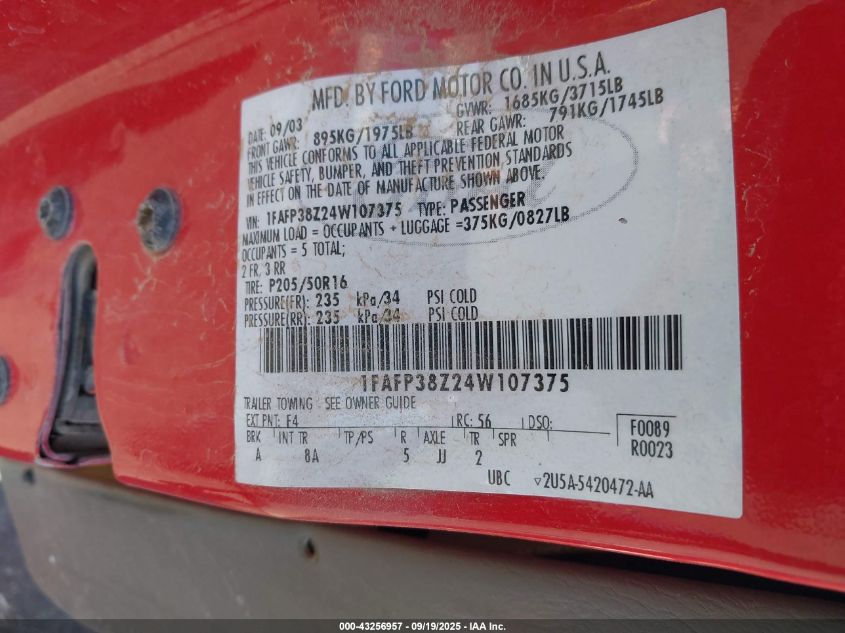 MFD. BY FORD MOTOR CO. IN U.S.A.
DATE: 09/03 GVWR: 1685KG/3715LB
FRONT GAWR: 895KG/1975LB REAR GAWR: 791KG/1745LB
THIS VEHICLE CONFORMS TO ALL APPLICABLE FEDERAL MOTOR
VEHICLE SAFETY, BUMPER, AND THEFT PREVENTION STANDARDS
IN EFFECT ON THE DATE OF MANUFACTURE SHOWN ABOVE.
VIN: 1FAFP38Z24W107375 TYPE: PASSENGER
MAXIMUM LOAD = OCCUPANTS + LUGGAGE =375KG/0827LB
OCCUPANTS = 5 TOTAL;
2 FR, 3 RR
TIRE: P205/50R16
PRESSURE(FR): 235 kPa/34 PSI COLD
PRESSURE(RR): 235 kPa/34 PSI COLD
1FAFP38Z24W107375
TRAILER TOWING - SEE OWNER GUIDE
EXT PNT: F4 RC: 56 DSO: F0089
BRK INT TR TP/PS R AXLE TR SPR R0023
A 8A 5 JJ 2
UBC ▽2U5A-5420472-AA
000-43256957 - 09/19/2025 - IAA Inc.